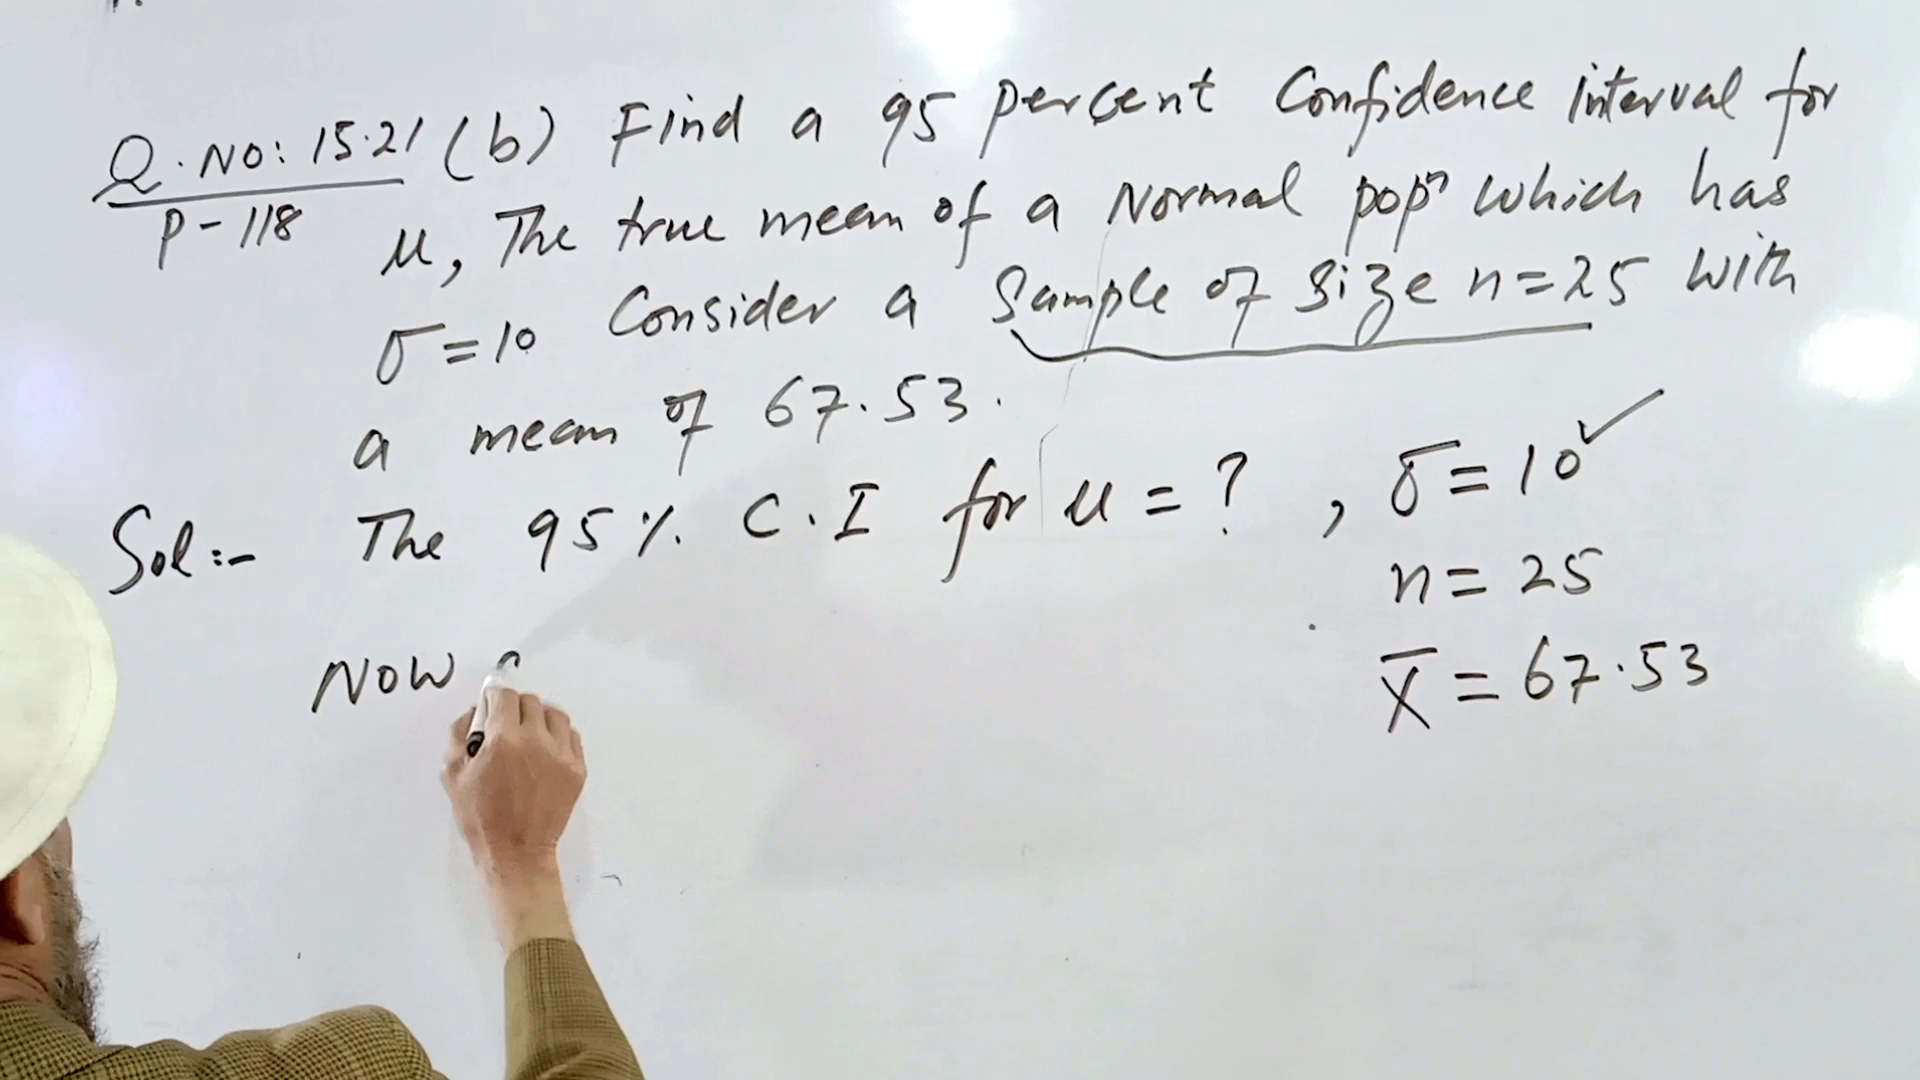 Q. NO: 15.21 (b) Find a 95 percent Confidence interval for
P-118 μ, The true mean of a Normal popⁿ which has
σ=10 Consider a Sample of Size n=25 with
a mean of 67.53.
Sol:- The 95% C.I for μ = ? , σ=10 ✓
n= 25
X̄ = 67.53
NOW